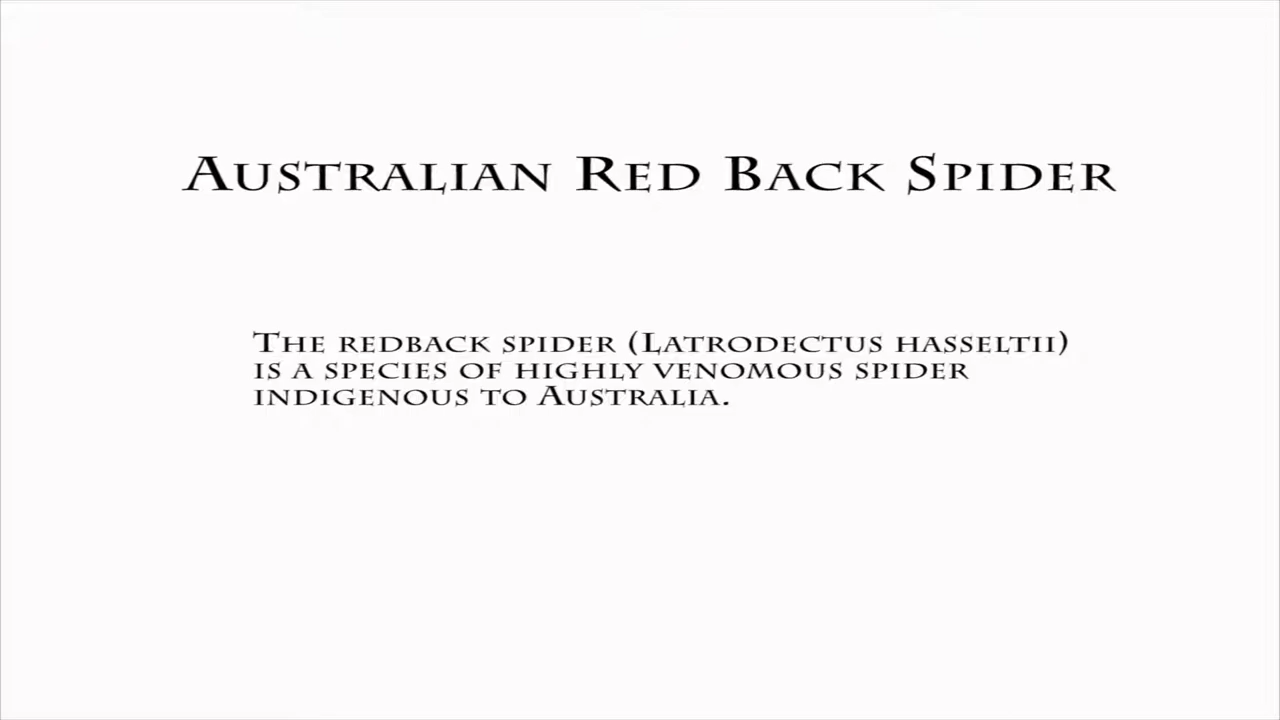 Australian Red Back Spider
The redback spider (Latrodectus hasseltii)
is a species of highly venomous spider
indigenous to Australia.